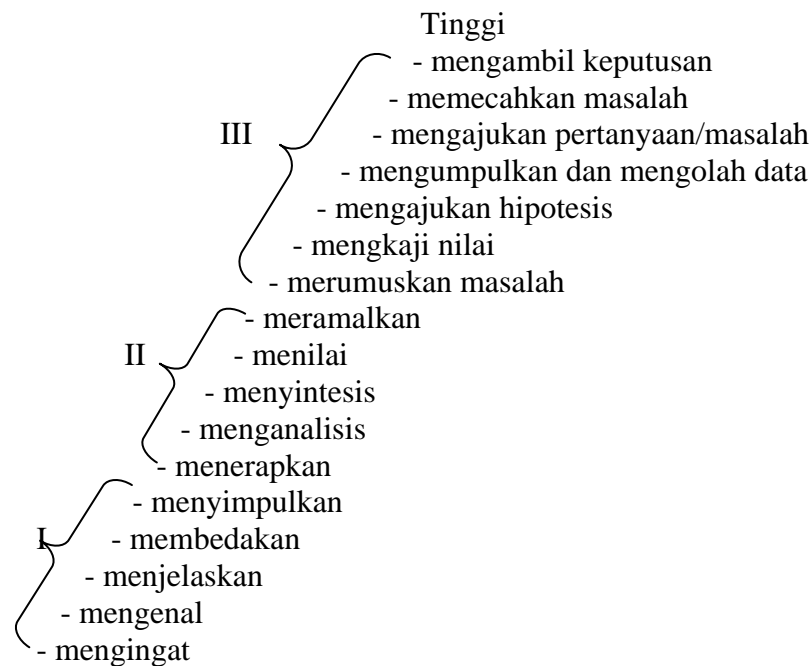 Tinggi
- mengambil keputusan
- memecahkan masalah
III - mengajukan pertanyaan/masalah
- mengumpulkan dan mengolah data
- mengajukan hipotesis
- mengkaji nilai
- merumuskan masalah
- meramalkan
II - menilai
- menyintesis
- menganalisis
- menerapkan
- menyimpulkan
I - membedakan
- menjelaskan
- mengenal
- mengingat